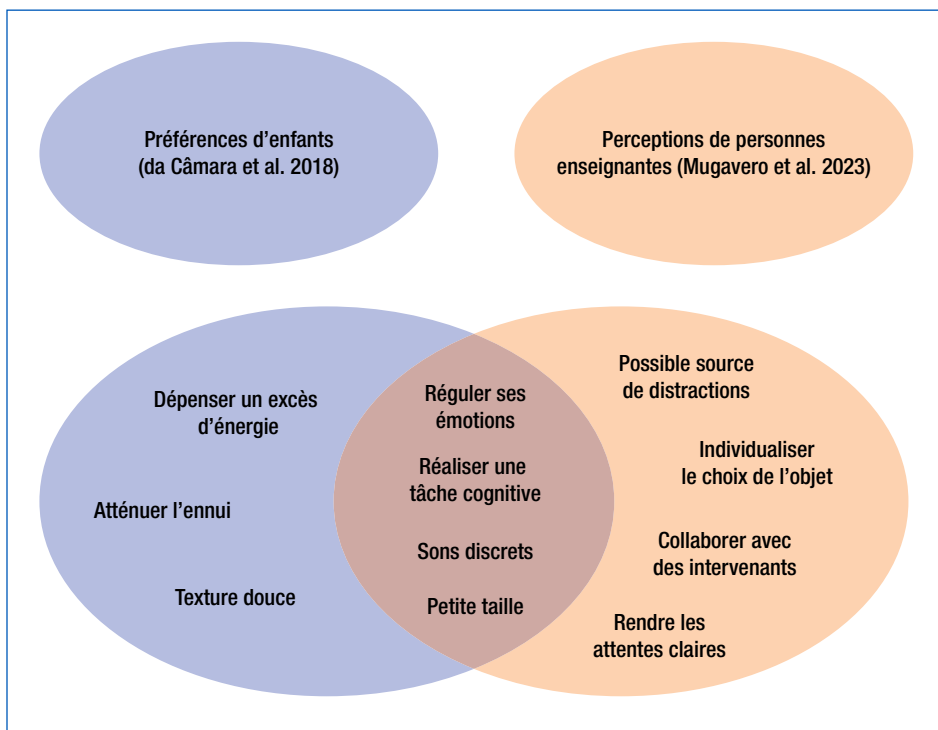 Préférences d’enfants
(da Câmara et al. 2018)
Perceptions de personnes
enseignantes (Mugavero et al. 2023)
Dépenser un excès
d’énergie
Atténuer l’ennui
Texture douce
Réguler ses
émotions
Réaliser une
tâche cognitive
Sons discrets
Petite taille
Possible source
de distractions
Individualiser
le choix de l’objet
Collaborer avec
des intervenants
Rendre les
attentes claires